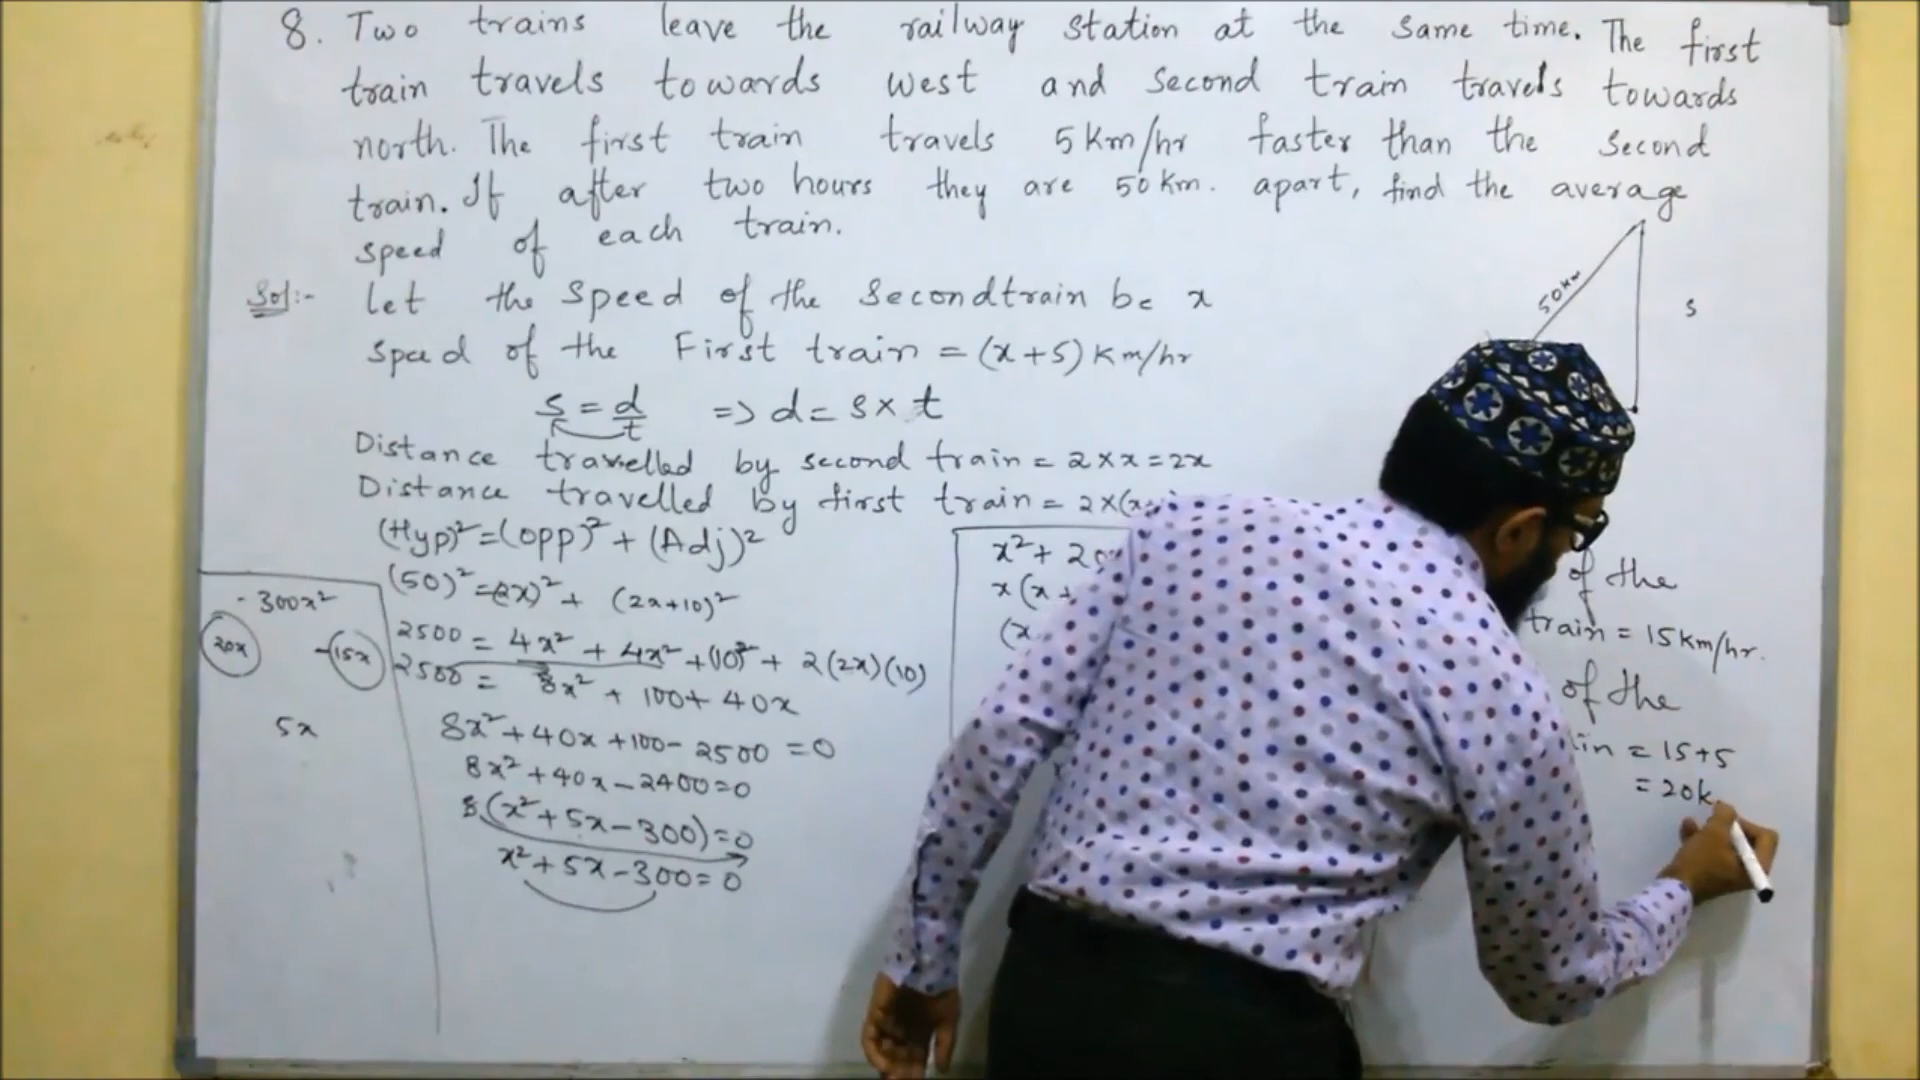 8. Two trains leave the railway station at the same time. The first
train travels towards west and second train travels towards
north. The first train travels 5 km/hr faster than the second
train. If after two hours they are 50 km. apart, find the average
speed of each train.
50 km
s
Sol:- Let the speed of the second train be x
Speed of the First train = (x+5) km/hr
s = d/t => d = s × t
Distance travelled by second train = 2 × x = 2x
Distance travelled by first train = 2 × (x+
(Hyp)² = (opp)² + (Adj)²
(50)² = (2x)² + (2x+10)²
2500 = 4x² + 4x² + (10)² + 2(2x)(10)
2500 = 8x² + 100 + 40x
8x² + 40x + 100 - 2500 = 0
8x² + 40x - 2400 = 0
8(x² + 5x - 300) = 0
x² + 5x - 300 = 0
- 300x²
20x -15x
5x
x² + 20x
x(x +
(x
of the
train = 15 km/hr.
of the
in = 15+5
= 20k